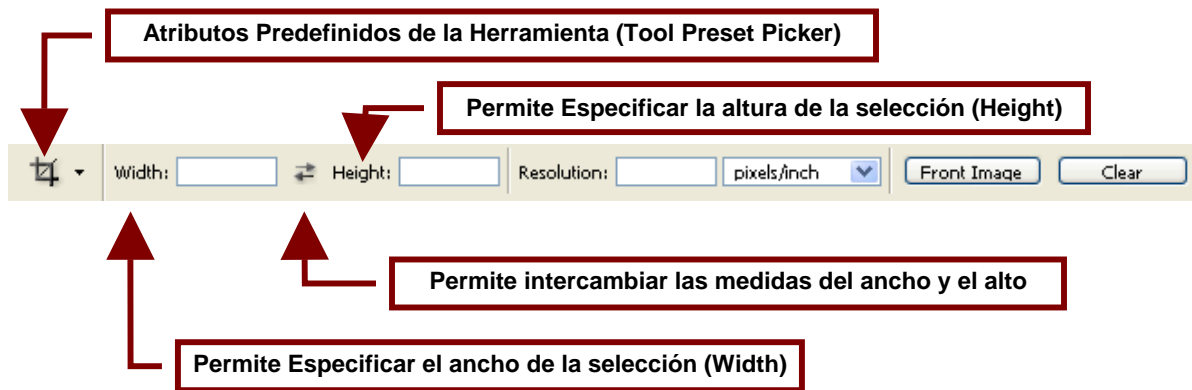 Atributos Predefinidos de la Herramienta (Tool Preset Picker)
Permite Especificar la altura de la selección (Height)
Width: Height: Resolution: pixels/inch Front Image Clear
Permite intercambiar las medidas del ancho y el alto
Permite Especificar el ancho de la selección (Width)